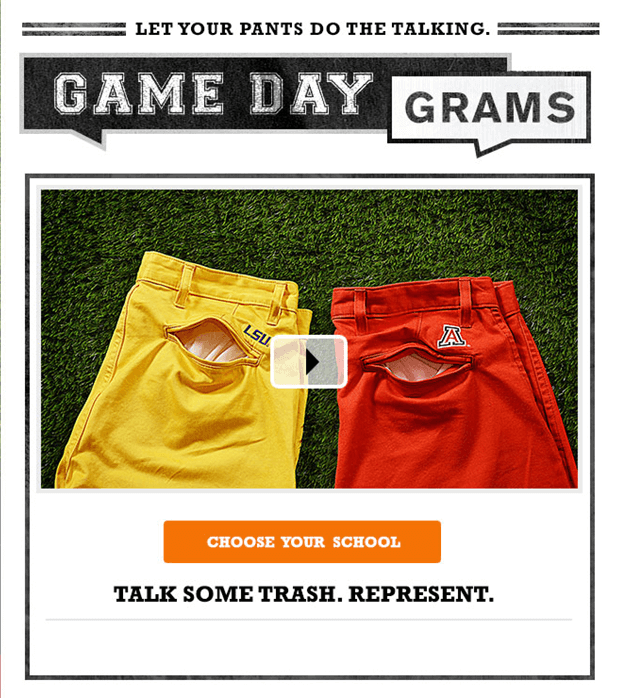 LET YOUR PANTS DO THE TALKING.
GAME DAY
GRAMS
LSU
A
CHOOSE YOUR SCHOOL
TALK SOME TRASH. REPRESENT.